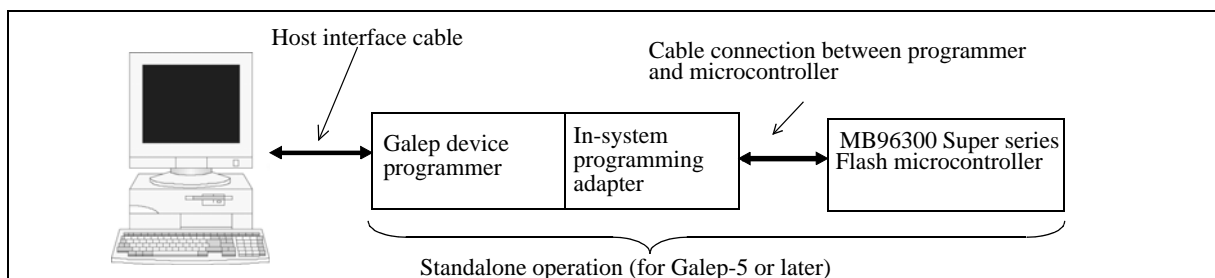 Host interface cable
Cable connection between programmer
and microcontroller
Galep device
programmer
In-system
programming
adapter
MB96300 Super series
Flash microcontroller
Standalone operation (for Galep-5 or later)